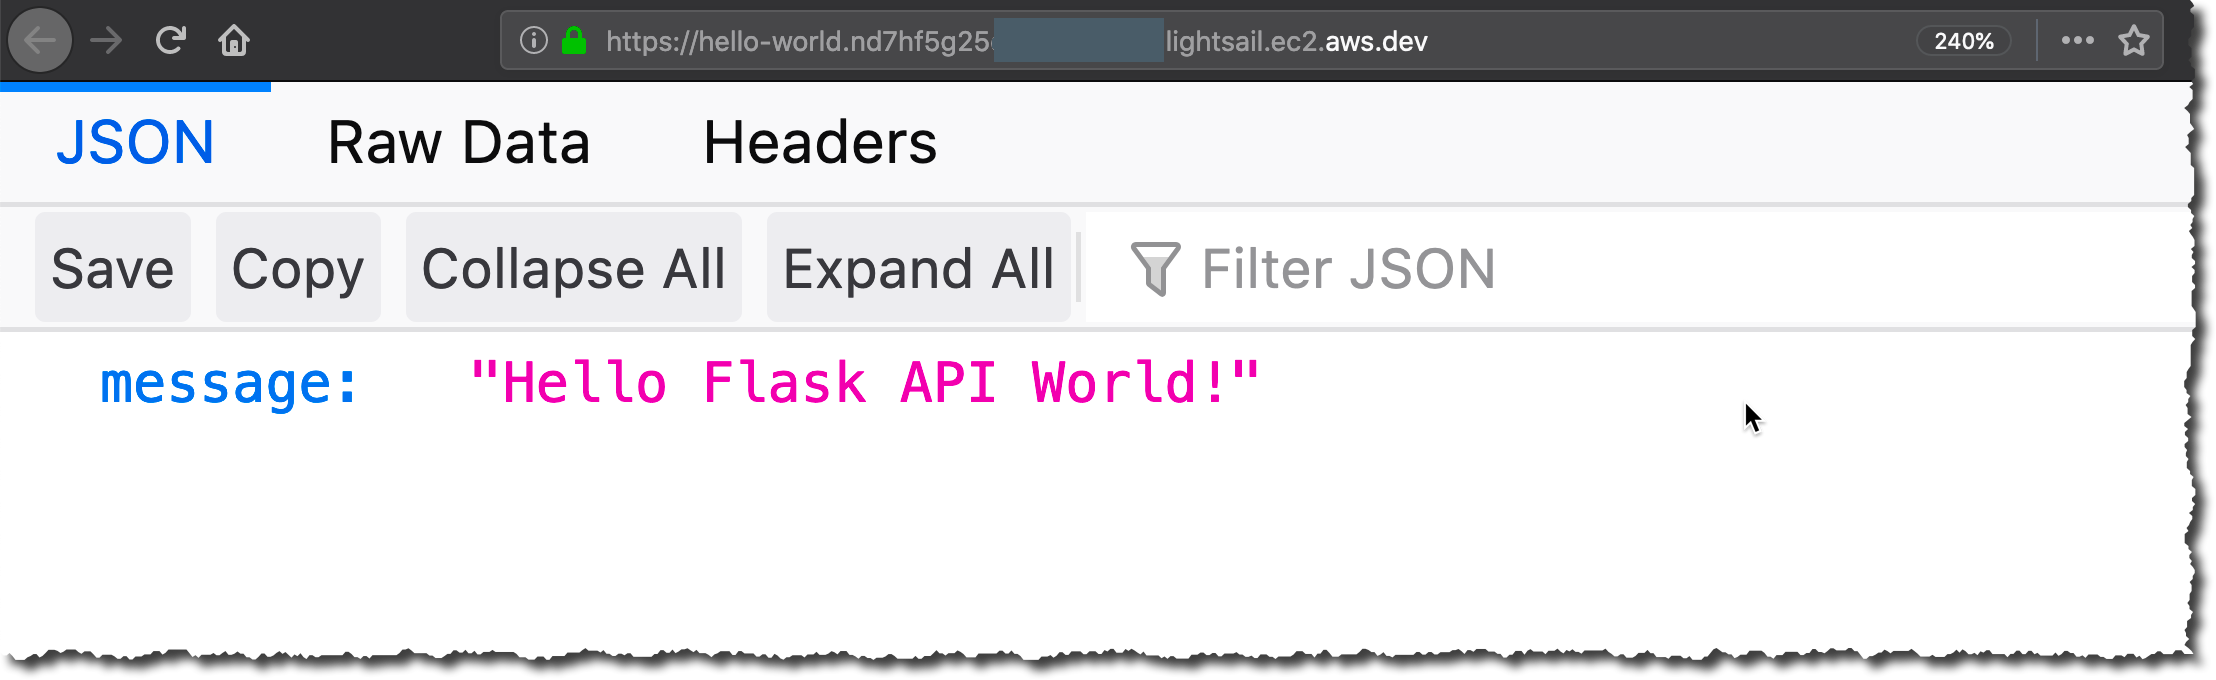 https://hello-world.nd7hf5g25 lightsail.ec2.aws.dev 240%
JSON Raw Data Headers
Save Copy Collapse All Expand All Filter JSON
message: "Hello Flask API World!"